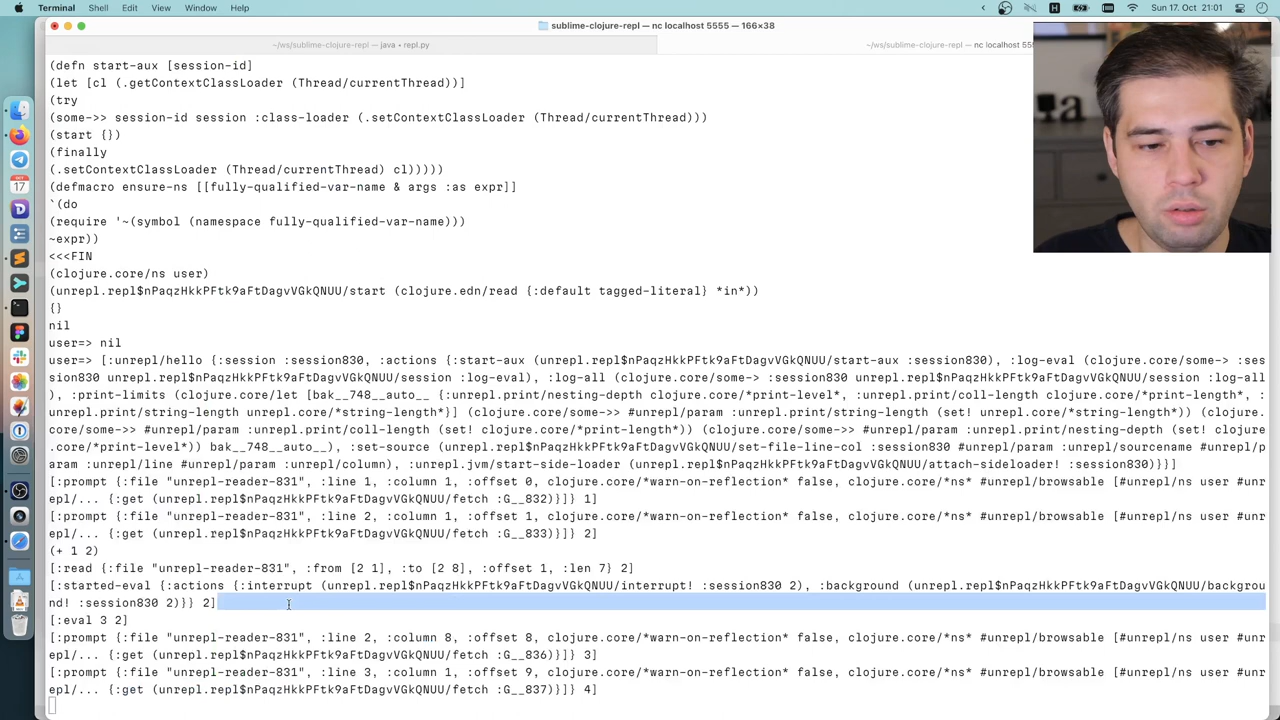 Terminal Shell Edit View Window Help
Sun 17. Oct 21:01
sublime-clojure-repl — nc localhost 5555 — 166×38
~/ws/sublime-clojure-repl — java • repl.py
~/ws/sublime-clojure-repl — nc localhost 555
(defn start-aux [session-id]
(let [cl (.getContextClassLoader (Thread/currentThread))]
(try
(some->> session-id session :class-loader (.setContextClassLoader (Thread/currentThread)))
(start {})
(finally
(.setContextClassLoader (Thread/currentThread) cl)))))
(defmacro ensure-ns [[fully-qualified-var-name & args :as expr]]
`(do
(require '~(symbol (namespace fully-qualified-var-name)))
~expr))
<<<FIN
(clojure.core/ns user)
(unrepl.repl$nPaqzHkkPFtk9aFtDagvVGkQNUU/start (clojure.edn/read {:default tagged-literal} *in*))
{}
nil
user=> nil
user=> [:unrepl/hello {:session :session830, :actions {:start-aux (unrepl.repl$nPaqzHkkPFtk9aFtDagvVGkQNUU/start-aux :session830), :log-eval (clojure.core/some-> :ses
sion830 unrepl.repl$nPaqzHkkPFtk9aFtDagvVGkQNUU/session :log-eval), :log-all (clojure.core/some-> :session830 unrepl.repl$nPaqzHkkPFtk9aFtDagvVGkQNUU/session :log-all
), :print-limits (clojure.core/let [bak__748__auto__ {:unrepl.print/nesting-depth clojure.core/*print-level*, :unrepl.print/coll-length clojure.core/*print-length*, :
unrepl.print/string-length unrepl.core/*string-length*}] (clojure.core/some->> #unrepl/param :unrepl.print/string-length (set! unrepl.core/*string-length*)) (clojure.
core/some->> #unrepl/param :unrepl.print/coll-length (set! clojure.core/*print-length*)) (clojure.core/some->> #unrepl/param :unrepl.print/nesting-depth (set! clojure
.core/*print-level*)) bak__748__auto__), :set-source (unrepl.repl$nPaqzHkkPFtk9aFtDagvVGkQNUU/set-file-line-col :session830 #unrepl/param :unrepl/sourcename #unrepl/p
aram :unrepl/line #unrepl/param :unrepl/column), :unrepl.jvm/start-side-loader (unrepl.repl$nPaqzHkkPFtk9aFtDagvVGkQNUU/attach-sideloader! :session830)}}]
[:prompt {:file "unrepl-reader-831", :line 1, :column 1, :offset 0, clojure.core/*warn-on-reflection* false, clojure.core/*ns* #unrepl/browsable [#unrepl/ns user #unr
epl/... {:get (unrepl.repl$nPaqzHkkPFtk9aFtDagvVGkQNUU/fetch :G__832)}]} 1]
[:prompt {:file "unrepl-reader-831", :line 2, :column 1, :offset 1, clojure.core/*warn-on-reflection* false, clojure.core/*ns* #unrepl/browsable [#unrepl/ns user #unr
epl/... {:get (unrepl.repl$nPaqzHkkPFtk9aFtDagvVGkQNUU/fetch :G__833)}]} 2]
(+ 1 2)
[:read {:file "unrepl-reader-831", :from [2 1], :to [2 8], :offset 1, :len 7} 2]
[:started-eval {:actions {:interrupt (unrepl.repl$nPaqzHkkPFtk9aFtDagvVGkQNUU/interrupt! :session830 2), :background (unrepl.repl$nPaqzHkkPFtk9aFtDagvVGkQNUU/backgrou
nd! :session830 2)}} 2]
[:eval 3 2]
[:prompt {:file "unrepl-reader-831", :line 2, :column 8, :offset 8, clojure.core/*warn-on-reflection* false, clojure.core/*ns* #unrepl/browsable [#unrepl/ns user #unr
epl/... {:get (unrepl.repl$nPaqzHkkPFtk9aFtDagvVGkQNUU/fetch :G__836)}]} 3]
[:prompt {:file "unrepl-reader-831", :line 3, :column 1, :offset 9, clojure.core/*warn-on-reflection* false, clojure.core/*ns* #unrepl/browsable [#unrepl/ns user #unr
epl/... {:get (unrepl.repl$nPaqzHkkPFtk9aFtDagvVGkQNUU/fetch :G__837)}]} 4]